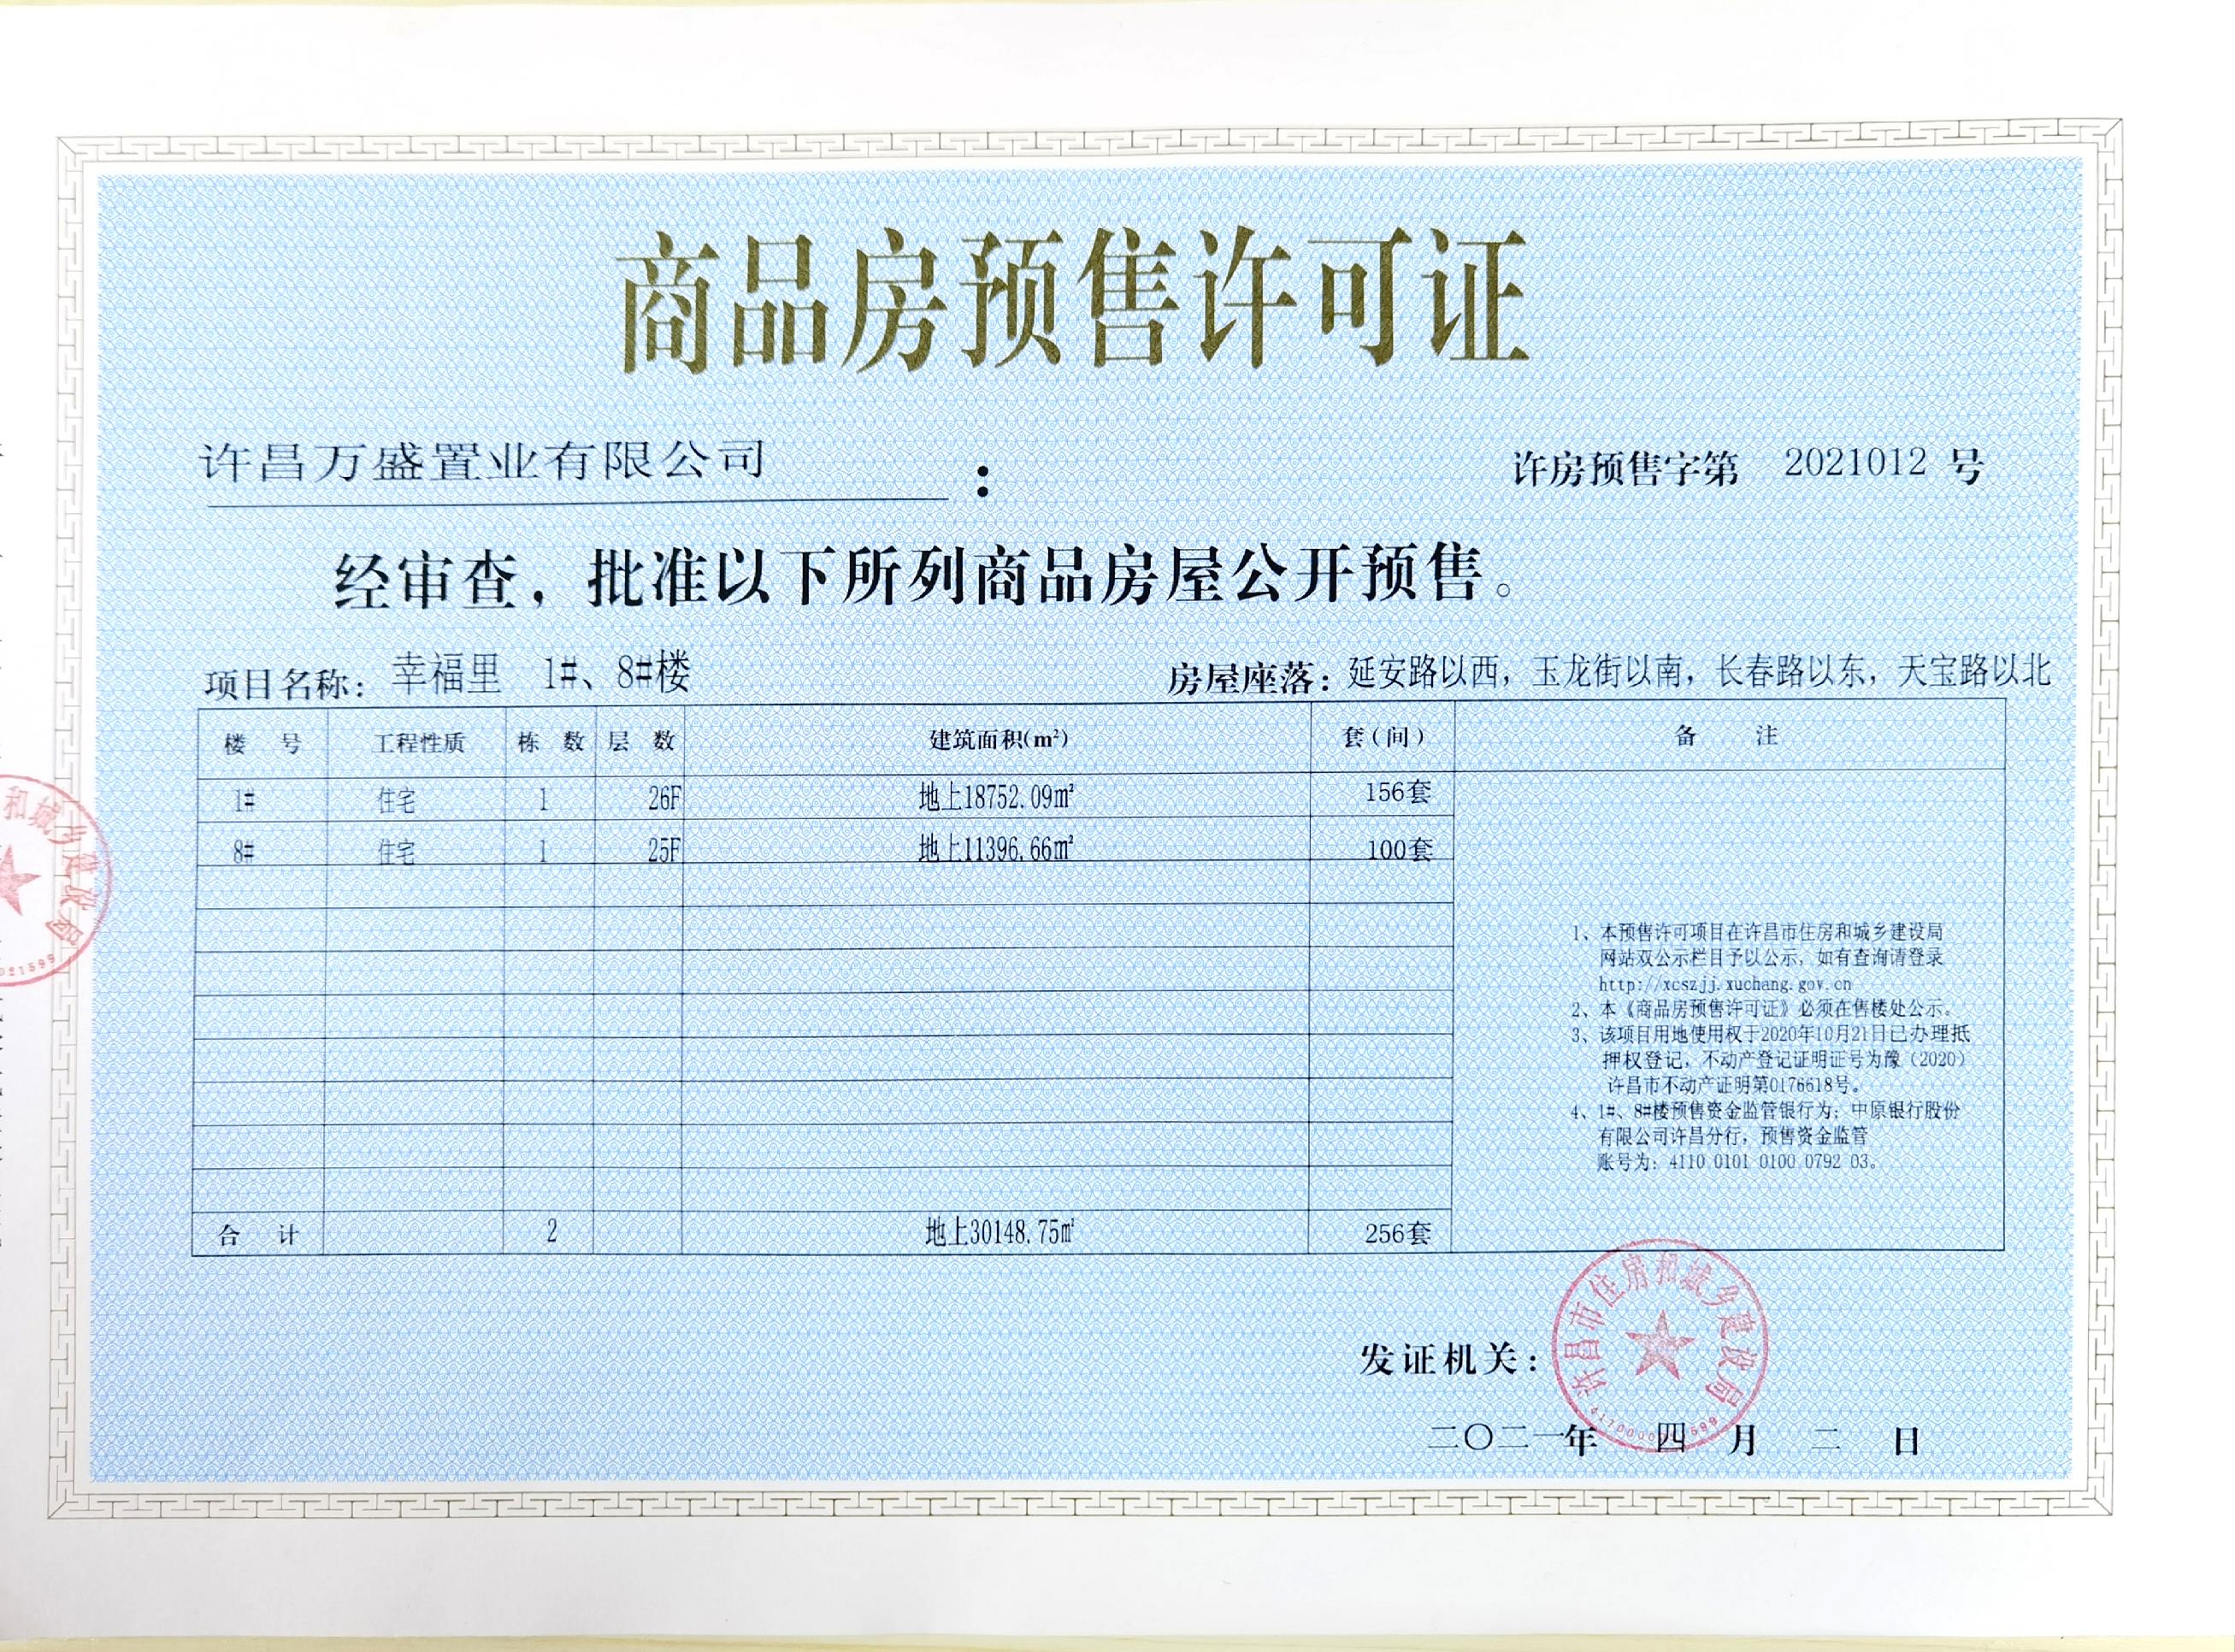 商品房预售许可证
许昌万盛置业有限公司：
许房预售字第 2021012 号
经审查，批准以下所列商品房屋公开预售。
项目名称：幸福里 1#、8#楼
房屋座落：延安路以西，玉龙街以南，长春路以东，天宝路以北
楼号 工程性质 栋数 层数 建筑面积(m²) 套（间） 备注
1# 住宅 1 26F 地上18752.09㎡ 156套
8# 住宅 1 25F 地上11396.66㎡ 100套
1、本预售许可项目在许昌市住房和城乡建设局
网站双公示栏目予以公示，如有查询请登录
http://xcszjj.xuchang.gov.cn
2、本《商品房预售许可证》必须在售楼处公示。
3、该项目用地使用权于2020年10月21日已办理抵
押权登记，不动产登记证明证号为豫（2020）
许昌市不动产证明第0176618号。
4、1#、8#楼预售资金监管银行为：中原银行股份
有限公司许昌分行，预售资金监管
账号为：4110 0101 0100 0792 03。
合计 2 地上30148.75㎡ 256套
发证机关：
许昌市住房和城乡建设局
二〇二一年 四月 二日
和城乡建设局